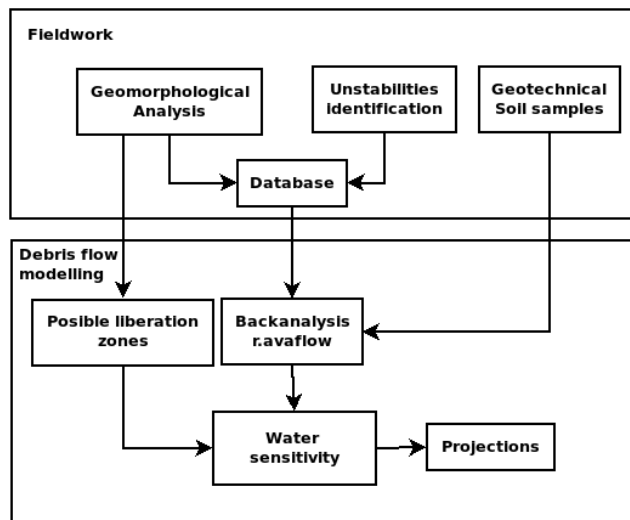 Fieldwork
Geomorphological
Analysis
Unstabilities
identification
Geotechnical
Soil samples
Database
Debris flow
modelling
Posible liberation
zones
Backanalysis
r.avaflow
Water
sensitivity
Projections